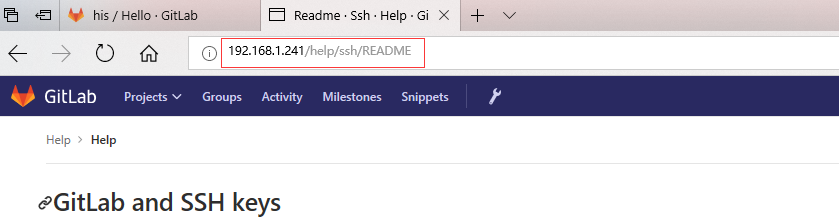 his / Hello · GitLab
Readme · Ssh · Help · Gi
192.168.1.241/help/ssh/README
GitLab Projects Groups Activity Milestones Snippets
Help > Help
GitLab and SSH keys